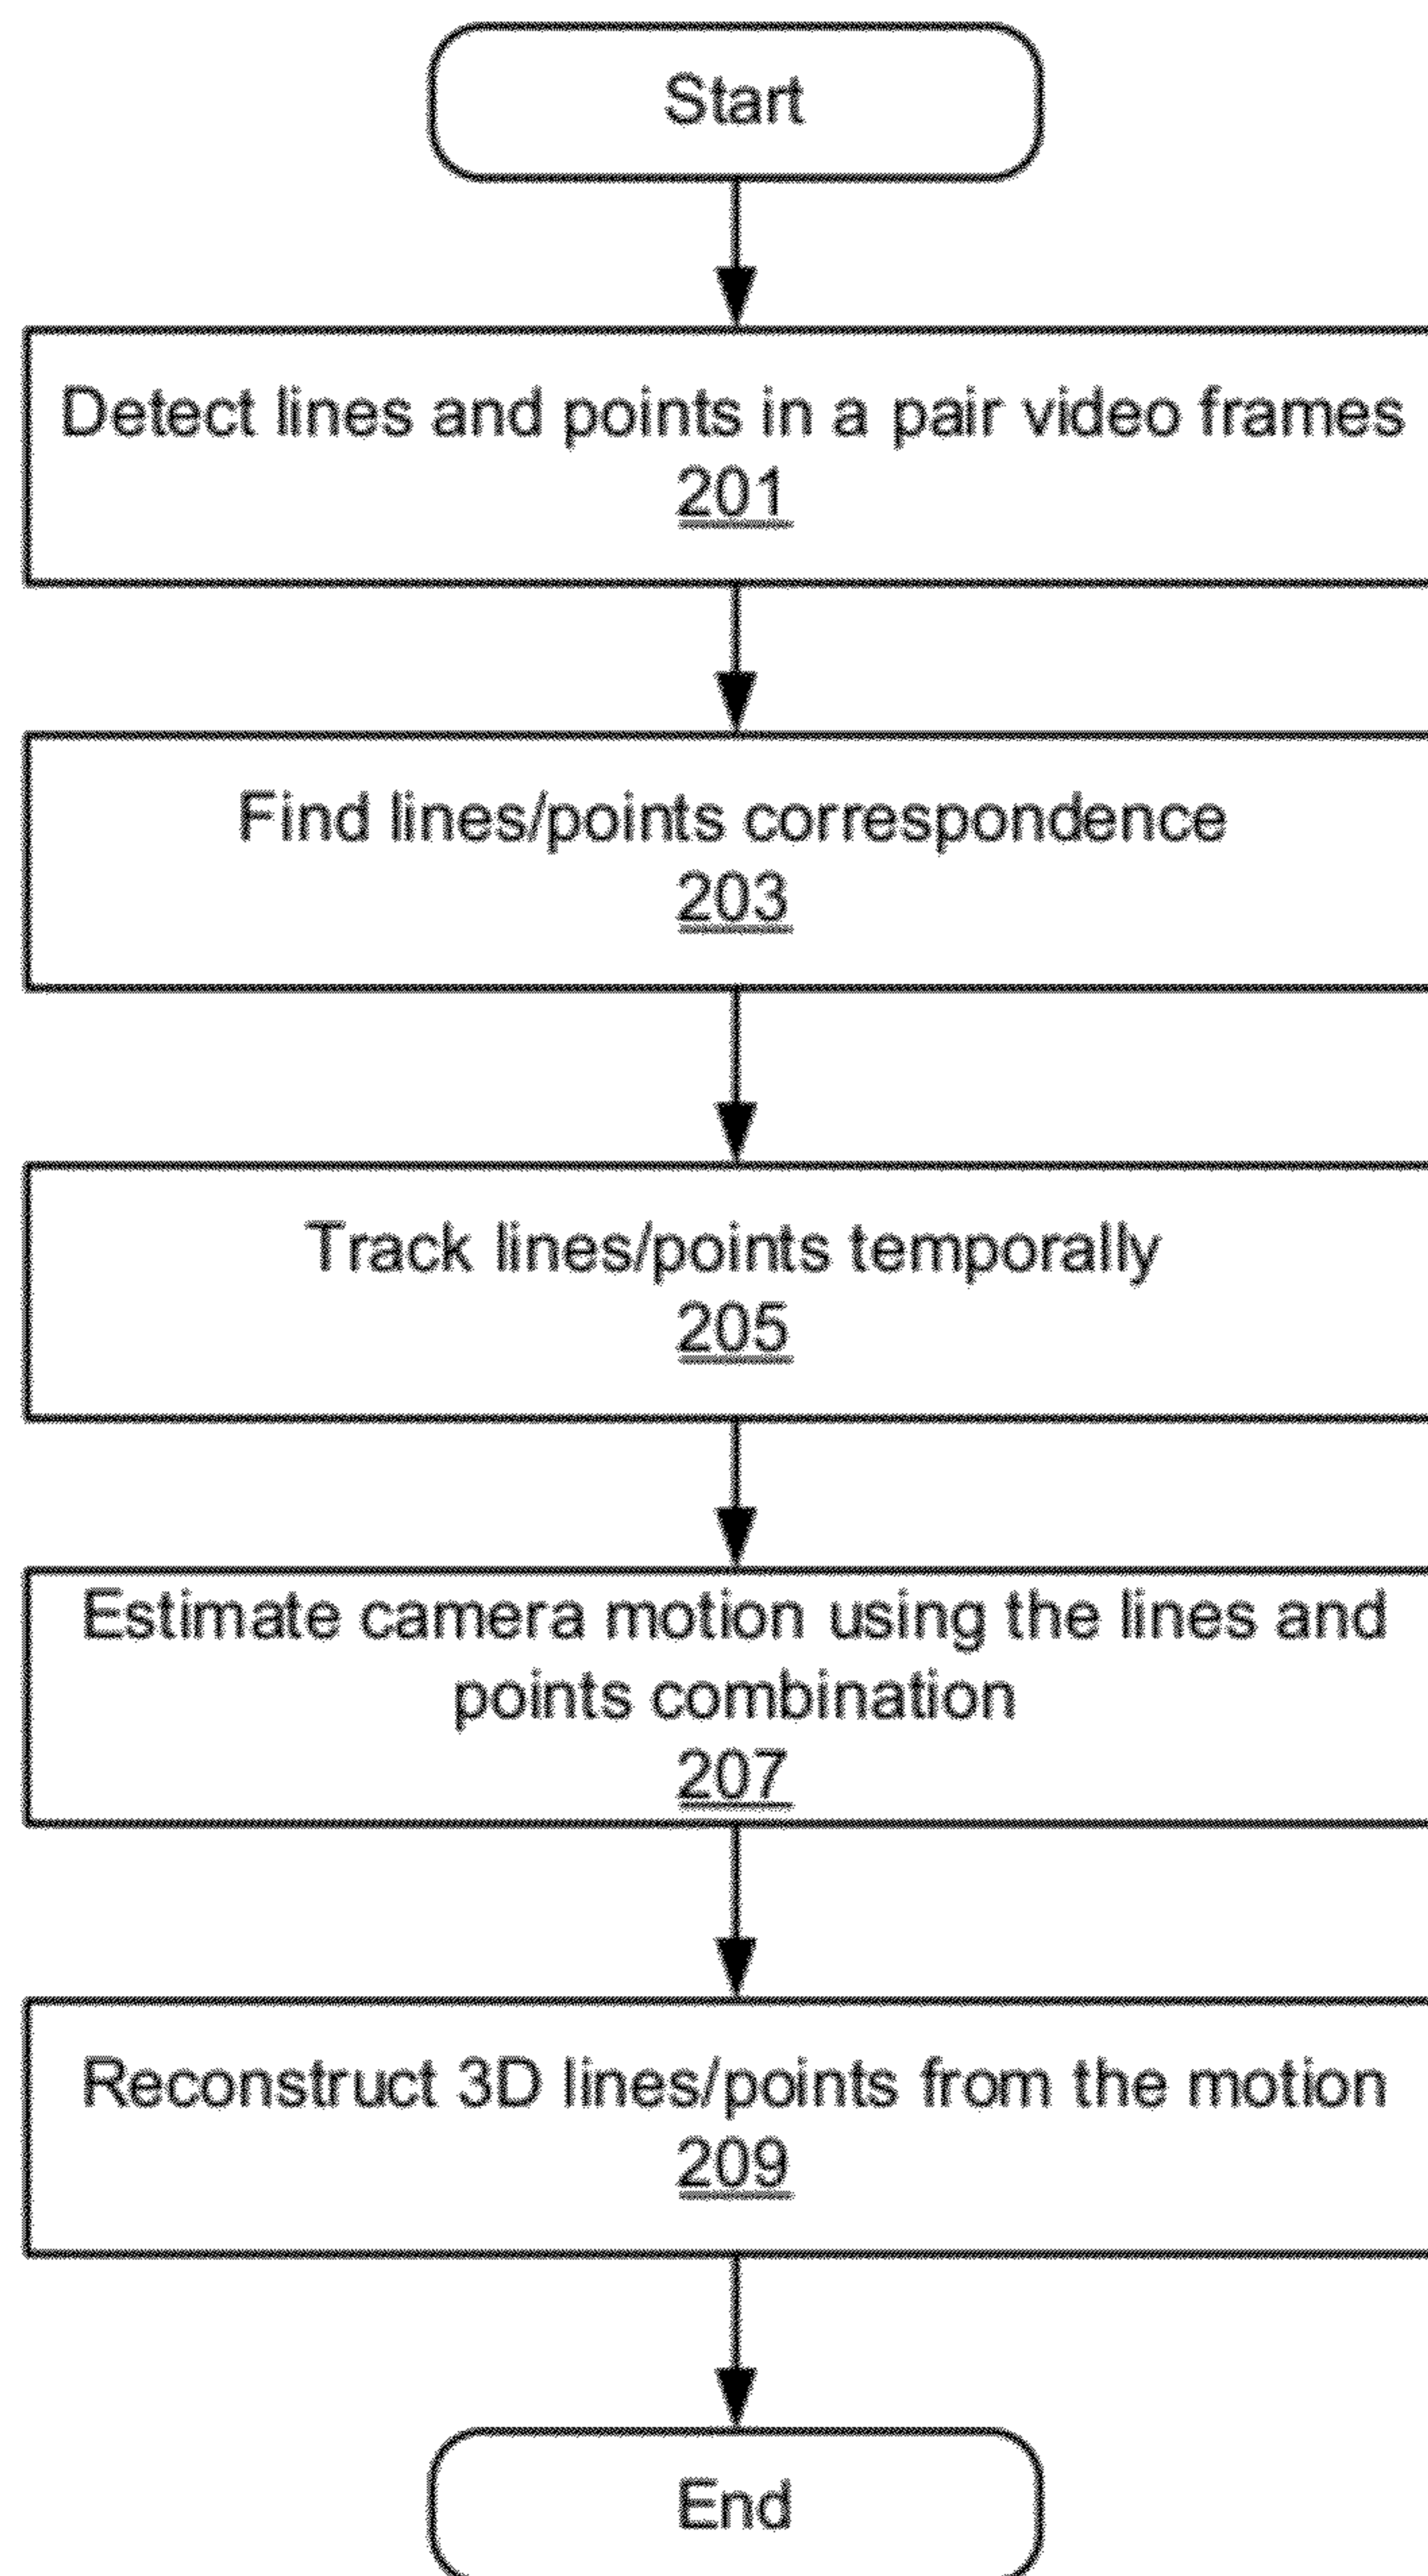 Start
Detect lines and points in a pair video frames
201
Find lines/points correspondence
203
Track lines/points temporally
205
Estimate camera motion using the lines and
points combination
207
Reconstruct 3D lines/points from the motion
209
End